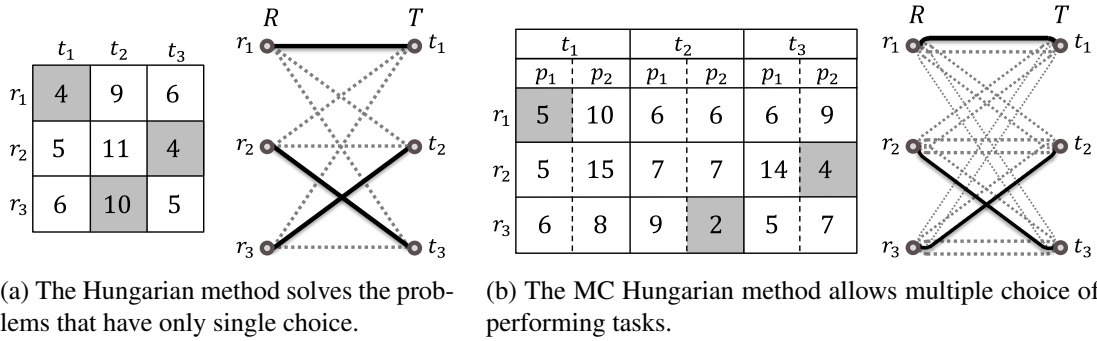 R T
r1 t1
t1 t2 t3
r1 4 9 6
r2 5 11 4
r3 6 10 5
r2 t2
r3 t3
(a) The Hungarian method solves the prob-
lems that have only single choice.
t1 t2 t3
p1 p2 p1 p2 p1 p2
r1 5 10 6 6 6 9
r2 5 15 7 7 14 4
r3 6 8 9 2 5 7
R T
r1 t1
r2 t2
r3 t3
(b) The MC Hungarian method allows multiple choice of
performing tasks.